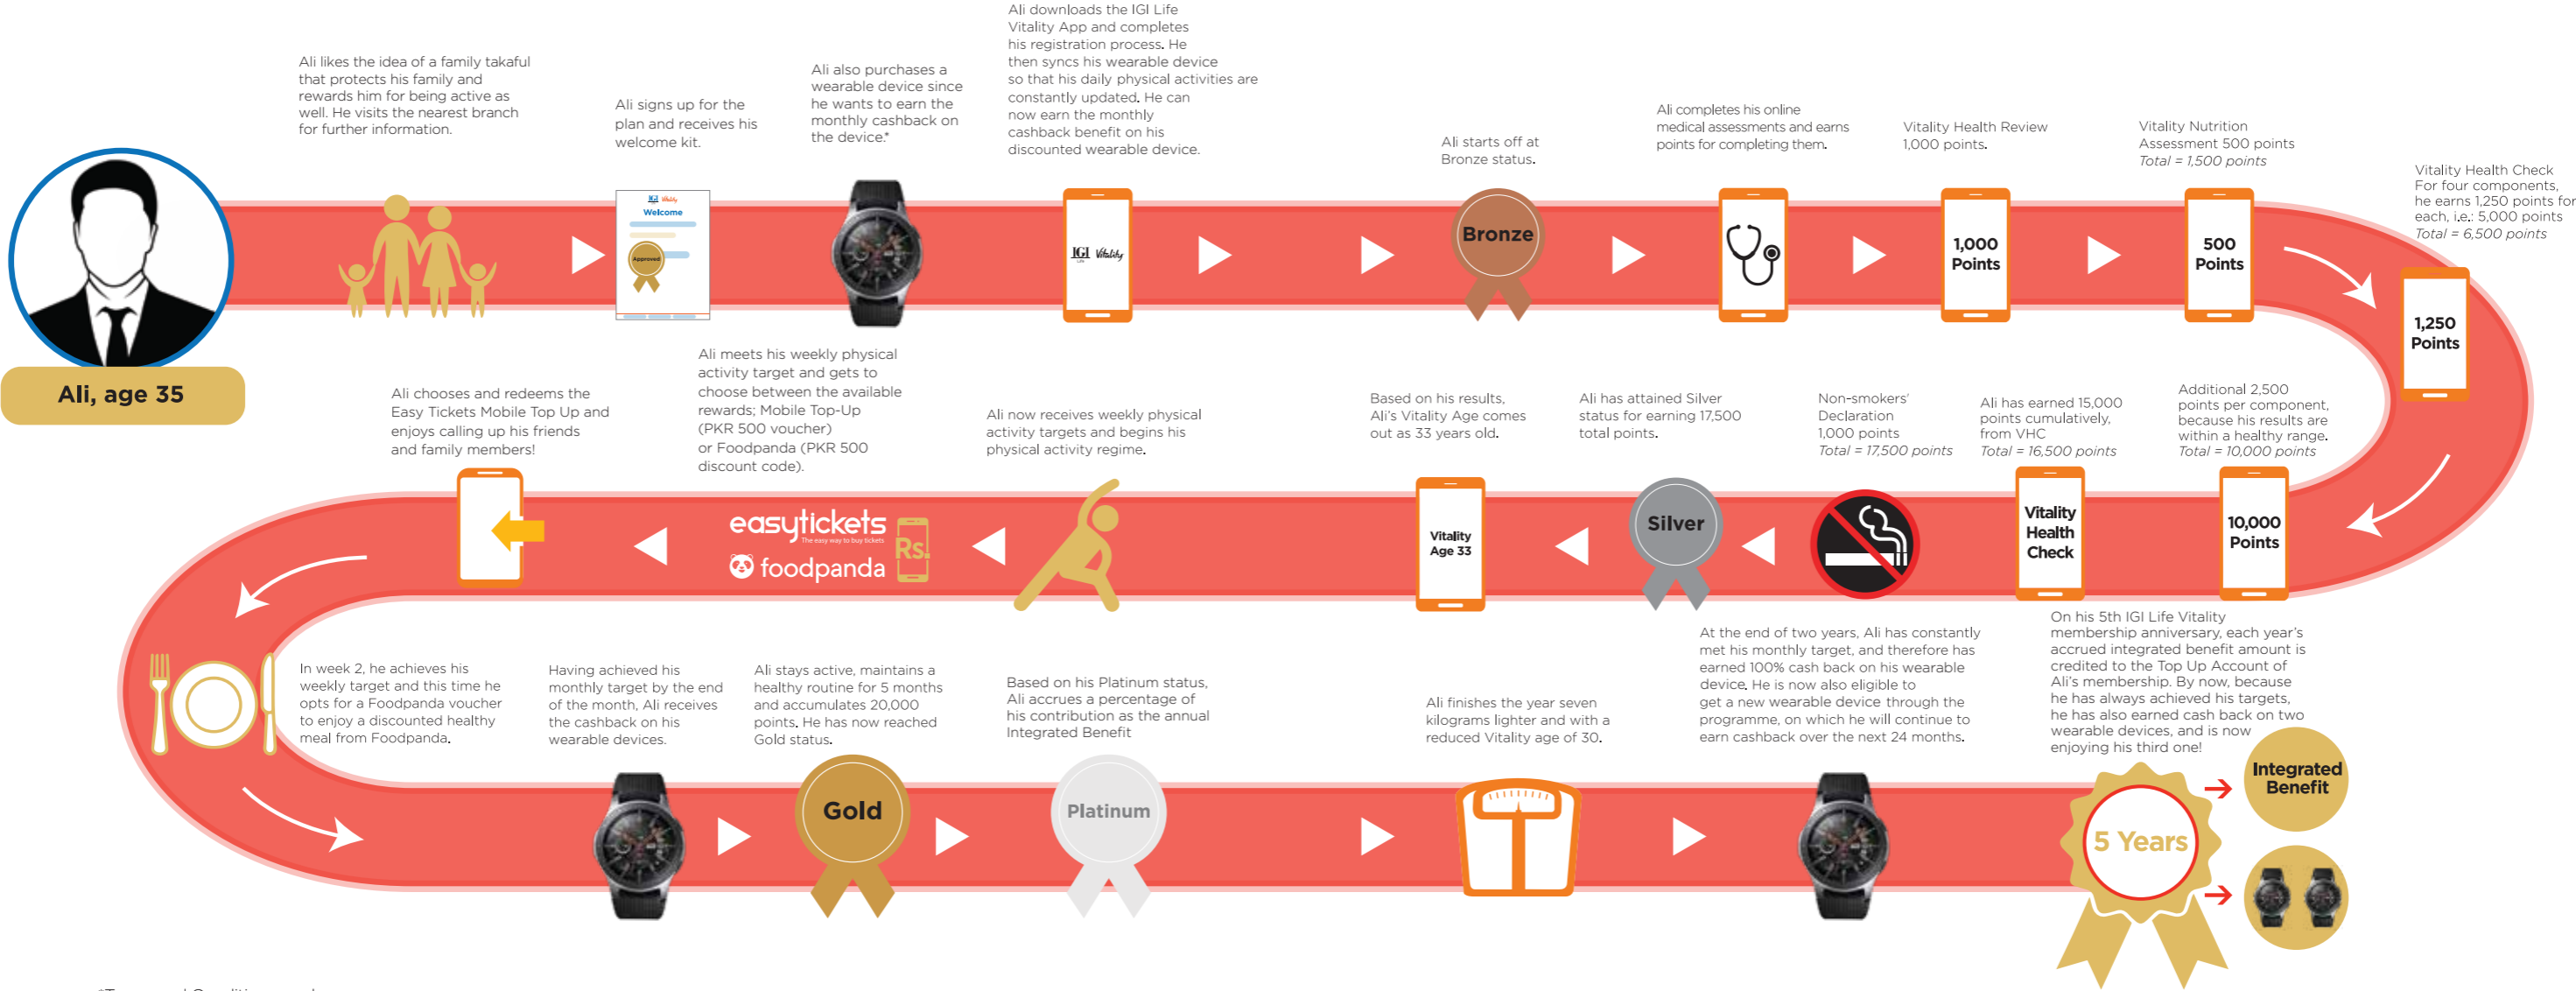 Ali likes the idea of a family takaful
that protects his family and
rewards him for being active as
well. He visits the nearest branch
for further information.
Ali signs up for the
plan and receives his
welcome kit.
Ali also purchases a
wearable device since
he wants to earn the
monthly cashback on
the device.*
Ali downloads the IGI Life
Vitality App and completes
his registration process. He
then syncs his wearable device
so that his daily physical activities are
constantly updated. He can
now earn the monthly
cashback benefit on his
discounted wearable device.
Ali starts off at
Bronze status.
Ali completes his online
medical assessments and earns
points for completing them.
Vitality Health Review
1,000 points.
Vitality Nutrition
Assessment 500 points
Total = 1,500 points
Vitality Health Check
For four components,
he earns 1,250 points for
each, i.e.: 5,000 points
Total = 6,500 points
IGI Vitality
Welcome
Approved
IGI Vitality
LIFE
Bronze
1,000
Points
500
Points
1,250
Points
Ali, age 35
Additional 2,500
points per component,
because his results are
within a healthy range.
Total = 10,000 points
Ali has earned 15,000
points cumulatively,
from VHC
Total = 16,500 points
Non-smokers'
Declaration
1,000 points
Total = 17,500 points
Ali has attained Silver
status for earning 17,500
total points.
Based on his results,
Ali's Vitality Age comes
out as 33 years old.
Ali now receives weekly physical
activity targets and begins his
physical activity regime.
Ali meets his weekly physical
activity target and gets to
choose between the available
rewards; Mobile Top-Up
(PKR 500 voucher)
or Foodpanda (PKR 500
discount code).
Ali chooses and redeems the
Easy Tickets Mobile Top Up and
enjoys calling up his friends
and family members!
10,000
Points
Vitality
Health
Check
Silver
Vitality
Age 33
easytickets
The easy way to buy tickets
Rs.
foodpanda
In week 2, he achieves his
weekly target and this time he
opts for a Foodpanda voucher
to enjoy a discounted healthy
meal from Foodpanda.
Having achieved his
monthly target by the end
of the month, Ali receives
the cashback on his
wearable devices.
Ali stays active, maintains a
healthy routine for 5 months
and accumulates 20,000
points. He has now reached
Gold status.
Based on his Platinum status,
Ali accrues a percentage of
his contribution as the annual
Integrated Benefit
Ali finishes the year seven
kilograms lighter and with a
reduced Vitality age of 30.
At the end of two years, Ali has constantly
met his monthly target, and therefore has
earned 100% cash back on his wearable
device. He is now also eligible to
get a new wearable device through the
programme, on which he will continue to
earn cashback over the next 24 months.
On his 5th IGI Life Vitality
membership anniversary, each year's
accrued integrated benefit amount is
credited to the Top Up Account of
Ali's membership. By now, because
he has always achieved his targets,
he has also earned cash back on two
wearable devices, and is now
enjoying his third one!
Gold
Platinum
5 Years
Integrated
Benefit